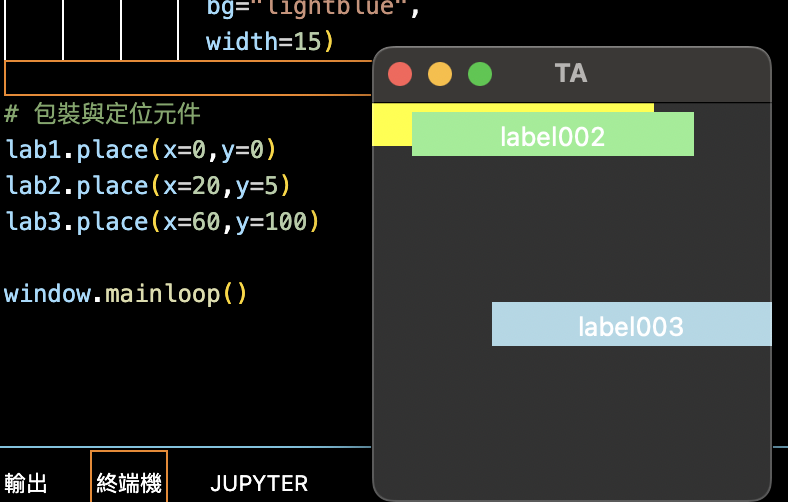 bg="lightblue",
width=15)
# 包裝與定位元件
lab1.place(x=0,y=0)
lab2.place(x=20,y=5)
lab3.place(x=60,y=100)
window.mainloop()
輸出 終端機 JUPYTER
TA
label002
label003